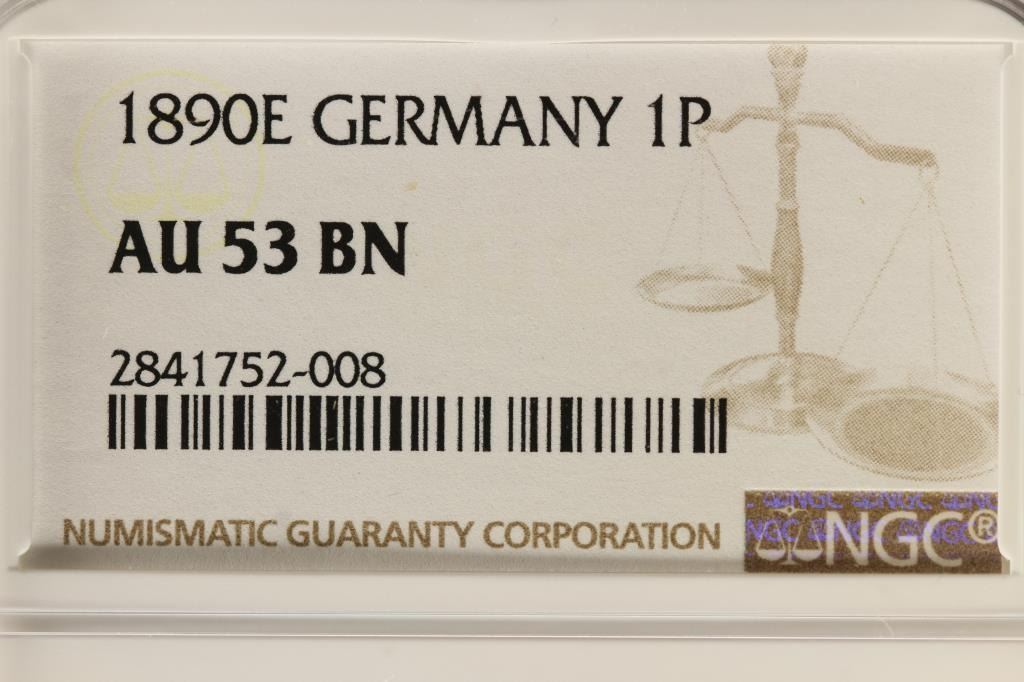 1890E GERMANY 1P
AU 53 BN
2841752-008
NUMISMATIC GUARANTY CORPORATION
NGC®